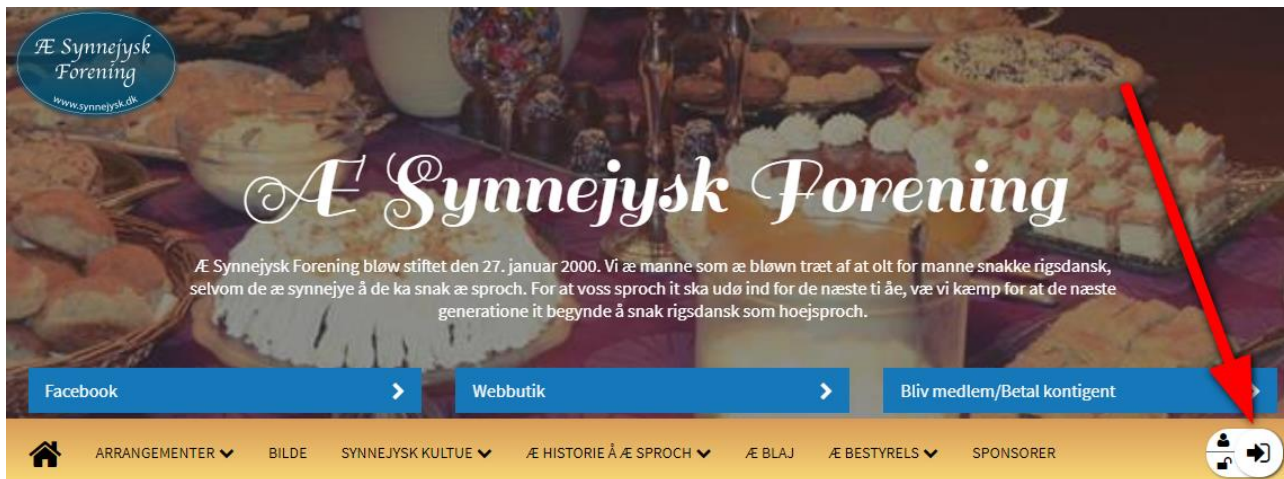 Æ Synnejysk
Forening
www.synnejysk.dk
Æ Synnejysk Forening
Æ Synnejysk Forening bløw stiftet den 27. januar 2000. Vi æ manne som æ bløwn træt af at olt for manne snakke rigsdansk,
selvom de æ synnejye å de ka snak æ sproch. For at voss sproch it ska udø ind for de næste ti åe, væ vi kæmp for at de næste
generatione it begynde å snak rigsdansk som hoejsproch.
Facebook
Webbutik
Bliv medlem/Betal kontigent
ARRANGEMENTER
BILDE
SYNNEJYSK KULTUE
Æ HISTORIE Å Æ SPROCH
Æ BLAJ
Æ BESTYRELS
SPONSORER